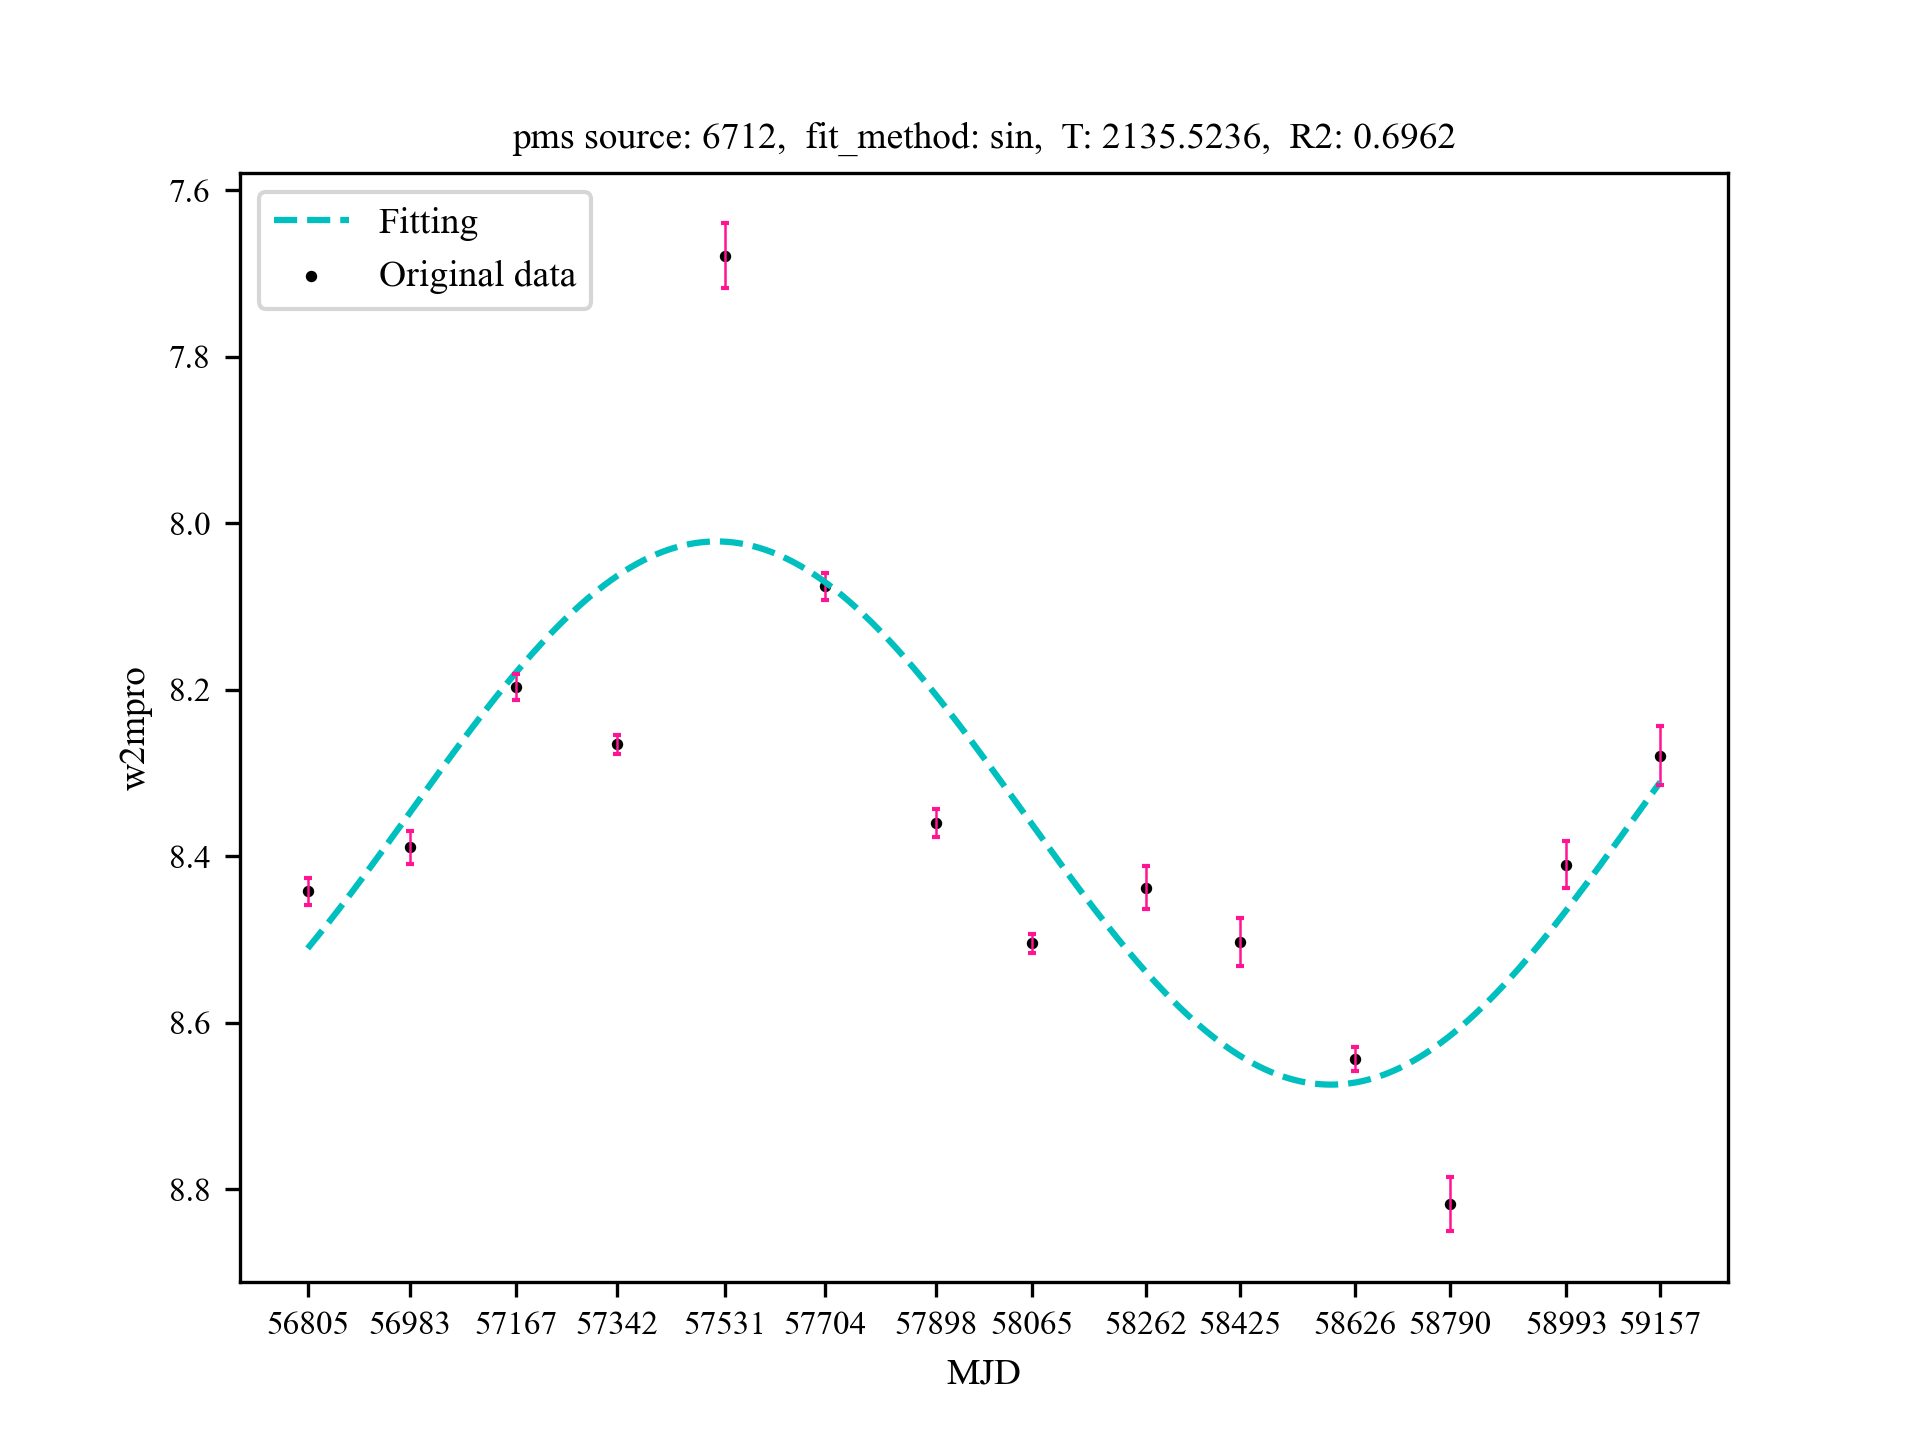 pms source: 6712,  fit_method: sin,  T: 2135.5236,  R2: 0.6962
Fitting
Original data
7.6
7.8
8.0
8.2
8.4
8.6
8.8
w2mpro
56805 56983 57167 57342 57531 57704 57898 58065 58262 58425 58626 58790 58993 59157
MJD